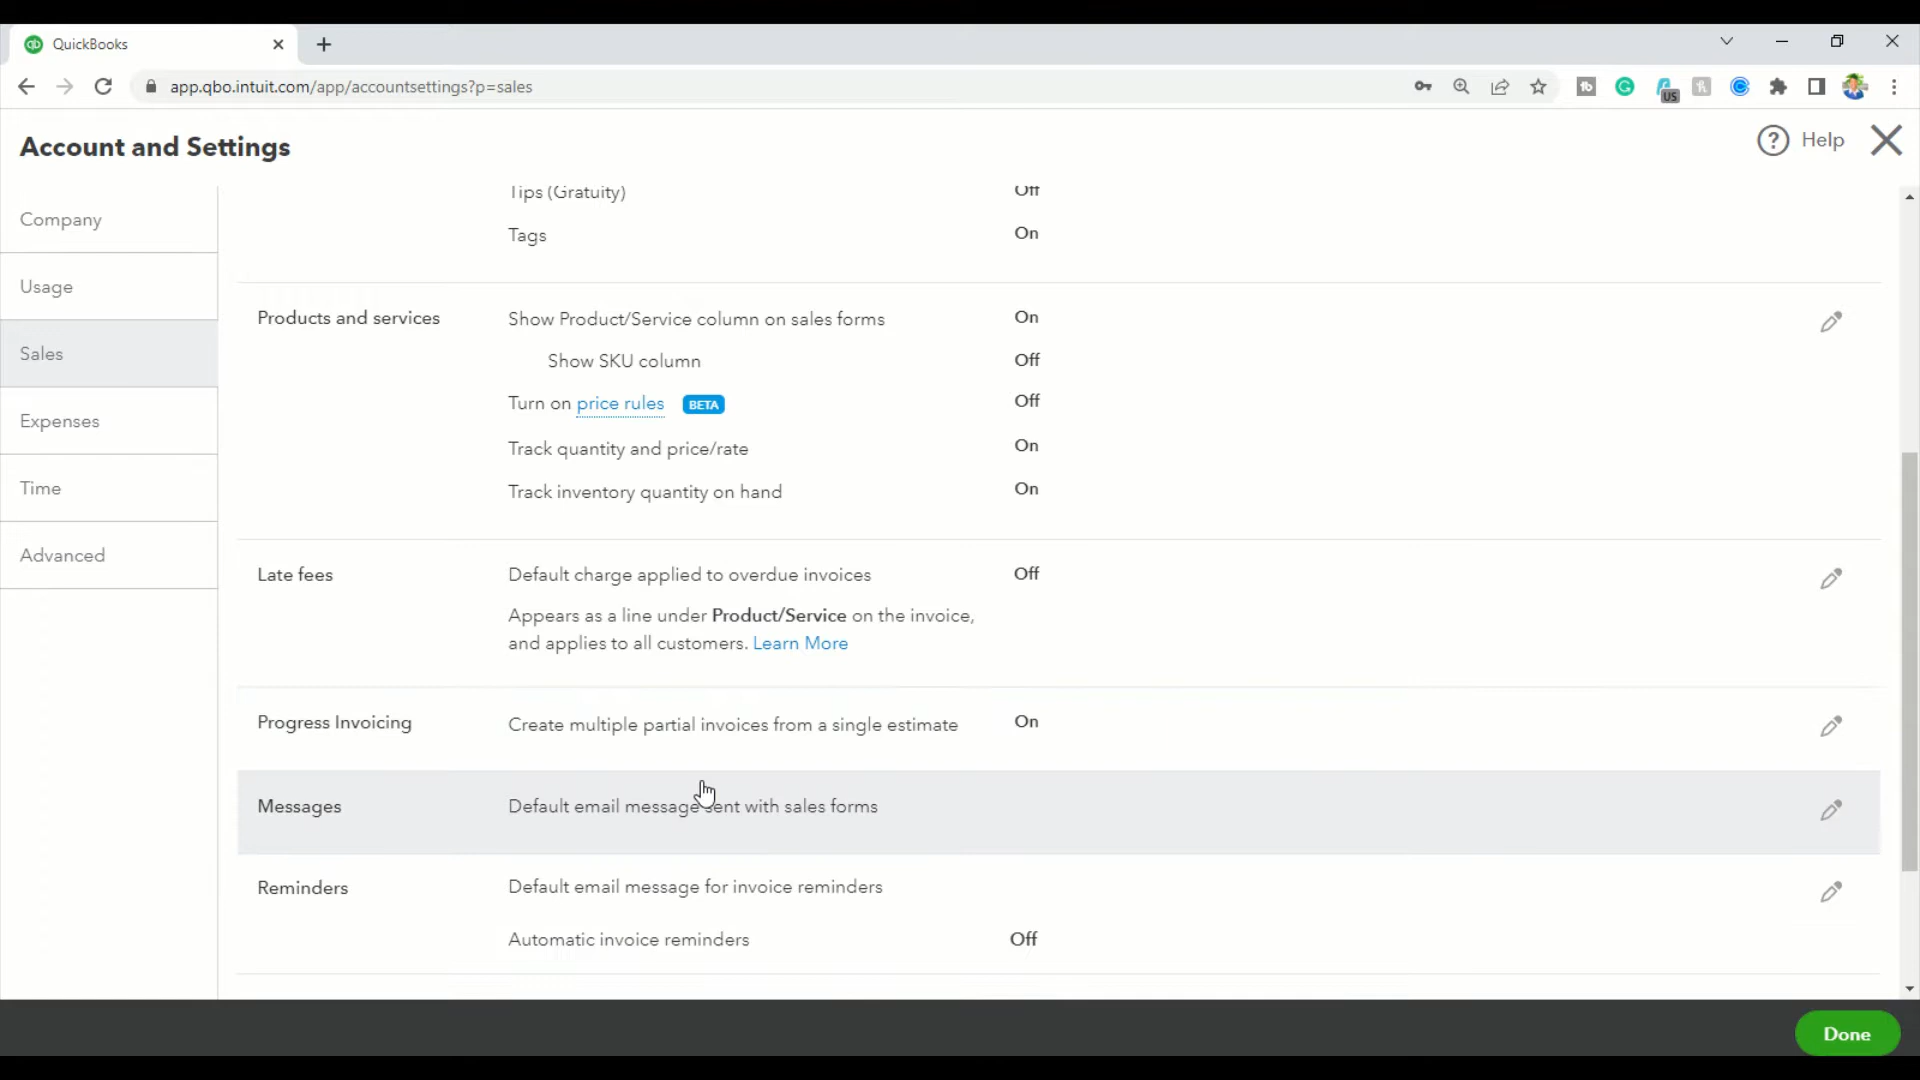 QuickBooks
app.qbo.intuit.com/app/accountsettings?p=sales
US
Account and Settings
? Help
Company
Usage
Sales
Expenses
Time
Advanced
Tips (Gratuity) Off
Tags On
Products and services Show Product/Service column on sales forms On
Show SKU column Off
Turn on price rules BETA Off
Track quantity and price/rate On
Track inventory quantity on hand On
Late fees Default charge applied to overdue invoices Off
Appears as a line under Product/Service on the invoice,
and applies to all customers. Learn More
Progress Invoicing Create multiple partial invoices from a single estimate On
Messages Default email message sent with sales forms
Reminders Default email message for invoice reminders
Automatic invoice reminders Off
Done